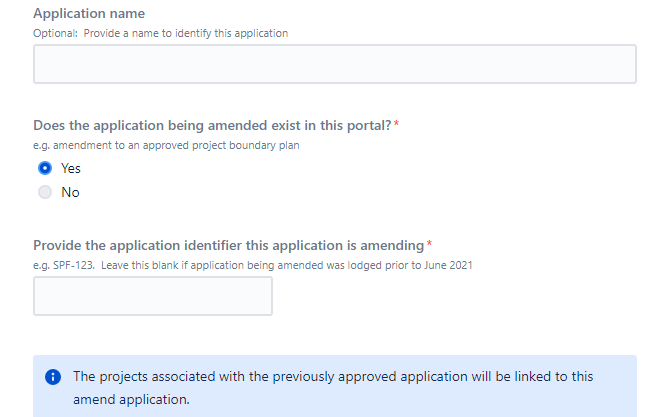 Application name
Optional:  Provide a name to identify this application
Does the application being amended exist in this portal?*
e.g. amendment to an approved project boundary plan
Yes
No
Provide the application identifier this application is amending*
e.g. SPF-123.  Leave this blank if application being amended was lodged prior to June 2021
The projects associated with the previously approved application will be linked to this
amend application.